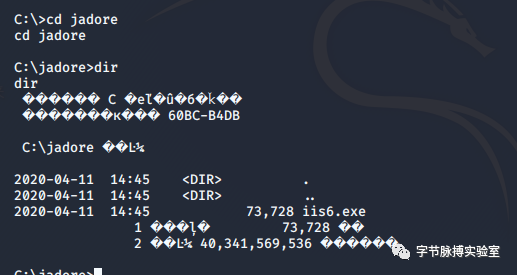 C:\>cd jadore
cd jadore
C:\jadore>dir
dir
������ C �eľ�û�б�ǩ��
�������к��� 60BC-B4DB
C:\jadore ��Ŀ¼
2020-04-11 14:45 <DIR> .
2020-04-11 14:45 <DIR> ..
2020-04-11 14:45 73,728 iis6.exe
1 ���ļ� 73,728 ��
2 ��Ŀ¼ 40,341,569,536 ������
字节脉搏实验室
C:\jadore>